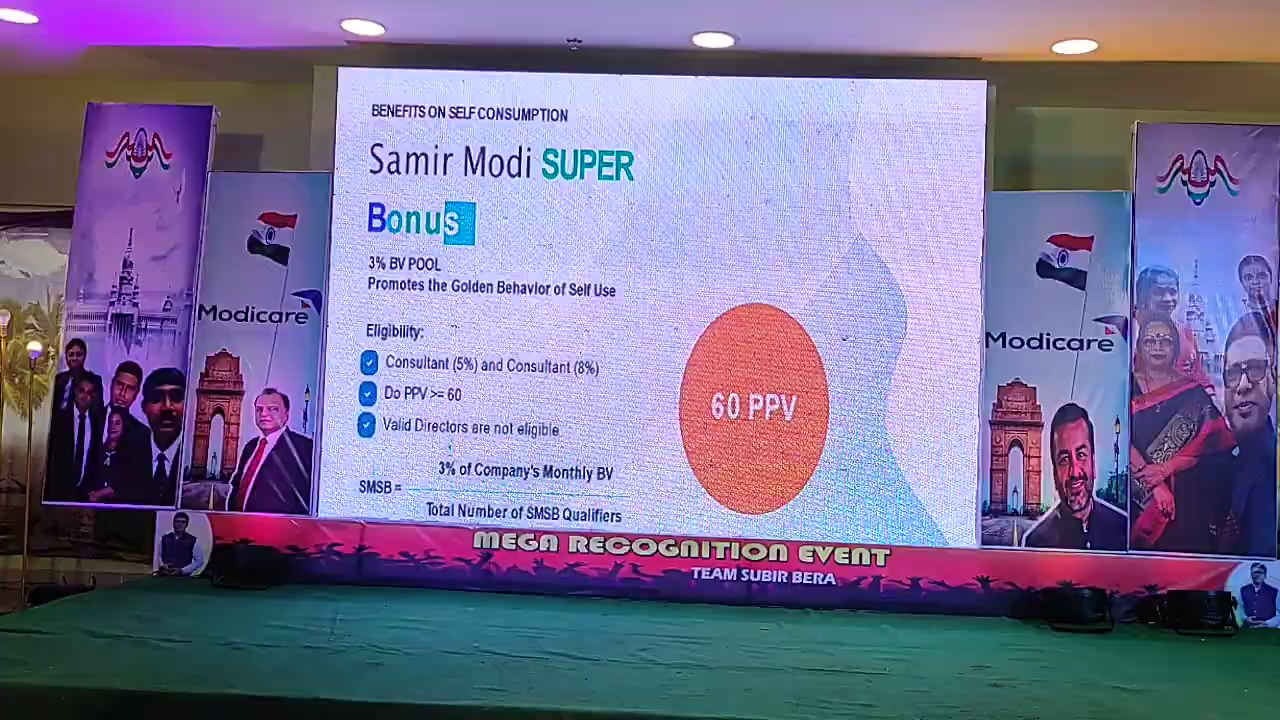 BENEFITS ON SELF CONSUMPTION
Samir Modi SUPER
Bonus
3% BV POOL
Promotes the Golden Behavior of Self Use
Eligibility:
Consultant (5%) and Consultant (8%)
Do PPV >= 60
Valid Directors are not eligible
3% of Company's Monthly BV
SMSB =
Total Number of SMSB Qualifiers
60 PPV
Modicare
Modicare
MEGA RECOGNITION EVENT
TEAM SUBIR BERA